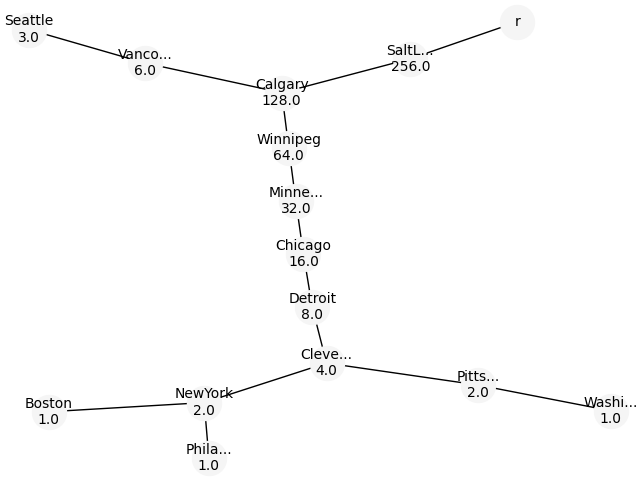 Seattle
3.0
r
Vanco...
6.0
SaltL...
256.0
Calgary
128.0
Winnipeg
64.0
Minne...
32.0
Chicago
16.0
Detroit
8.0
Cleve...
4.0
Pitts...
2.0
NewYork
2.0
Boston
1.0
Washi...
1.0
Phila...
1.0